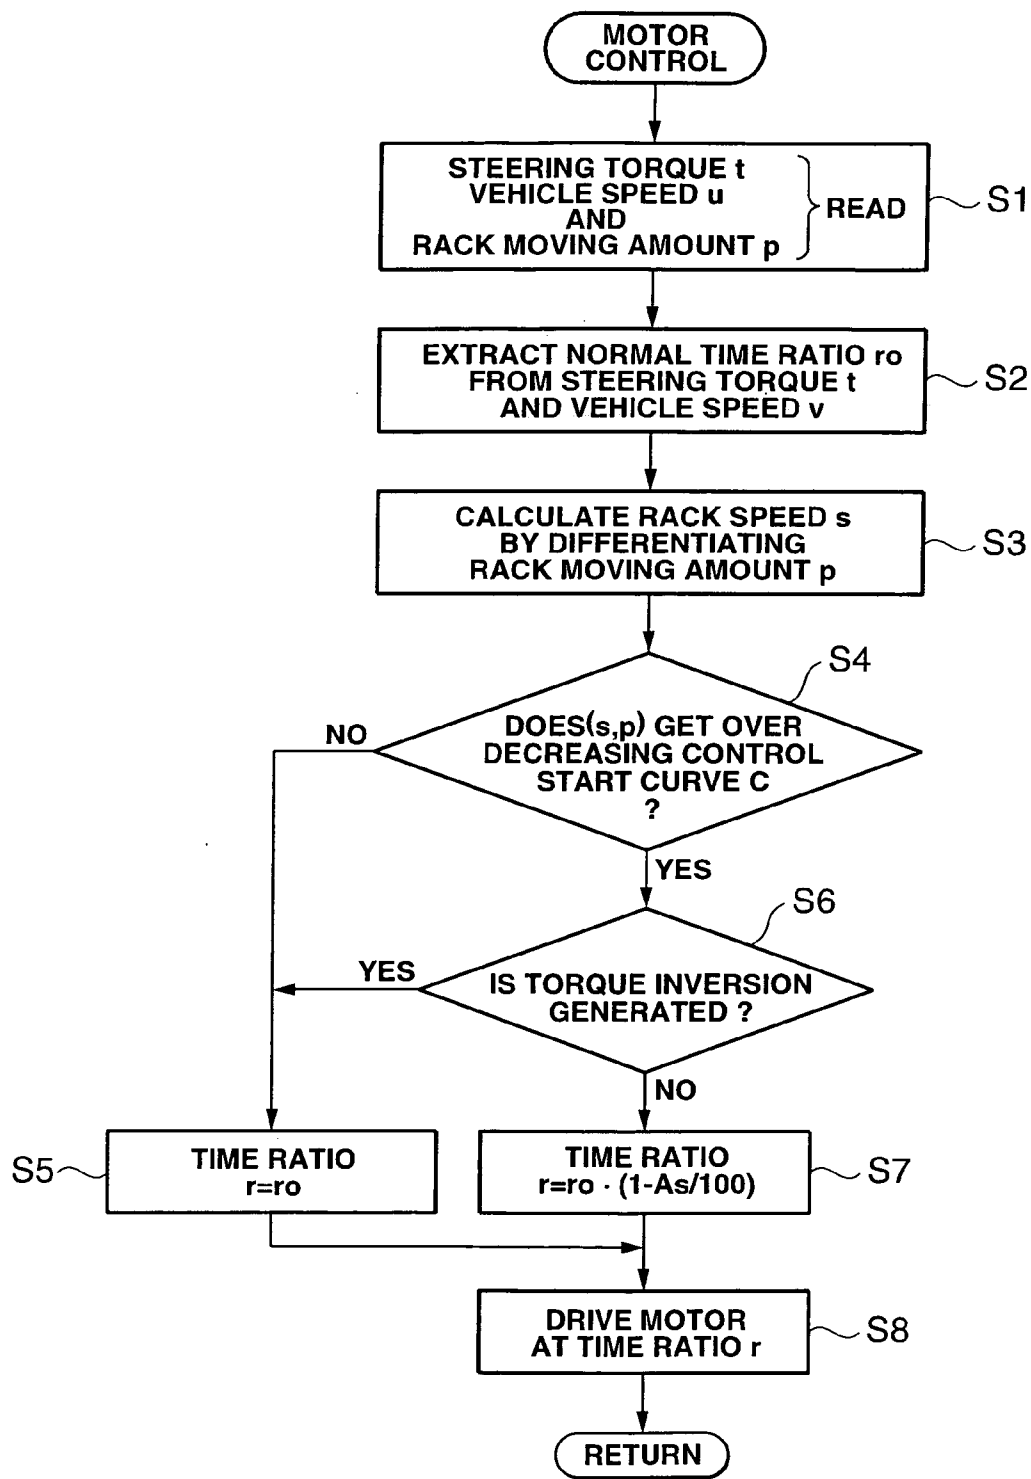 MOTOR
CONTROL
STEERING TORQUE t
VEHICLE SPEED u
AND
RACK MOVING AMOUNT p
READ
S1
EXTRACT NORMAL TIME RATIO ro
FROM STEERING TORQUE t
AND VEHICLE SPEED v
S2
CALCULATE RACK SPEED s
BY DIFFERENTIATING
RACK MOVING AMOUNT p
S3
S4
DOES(s,p) GET OVER
DECREASING CONTROL
START CURVE C
?
NO
YES
S6
IS TORQUE INVERSION
GENERATED ?
YES
NO
S5
TIME RATIO
r=ro
TIME RATIO
r=ro · (1-As/100)
S7
DRIVE MOTOR
AT TIME RATIO r
S8
RETURN